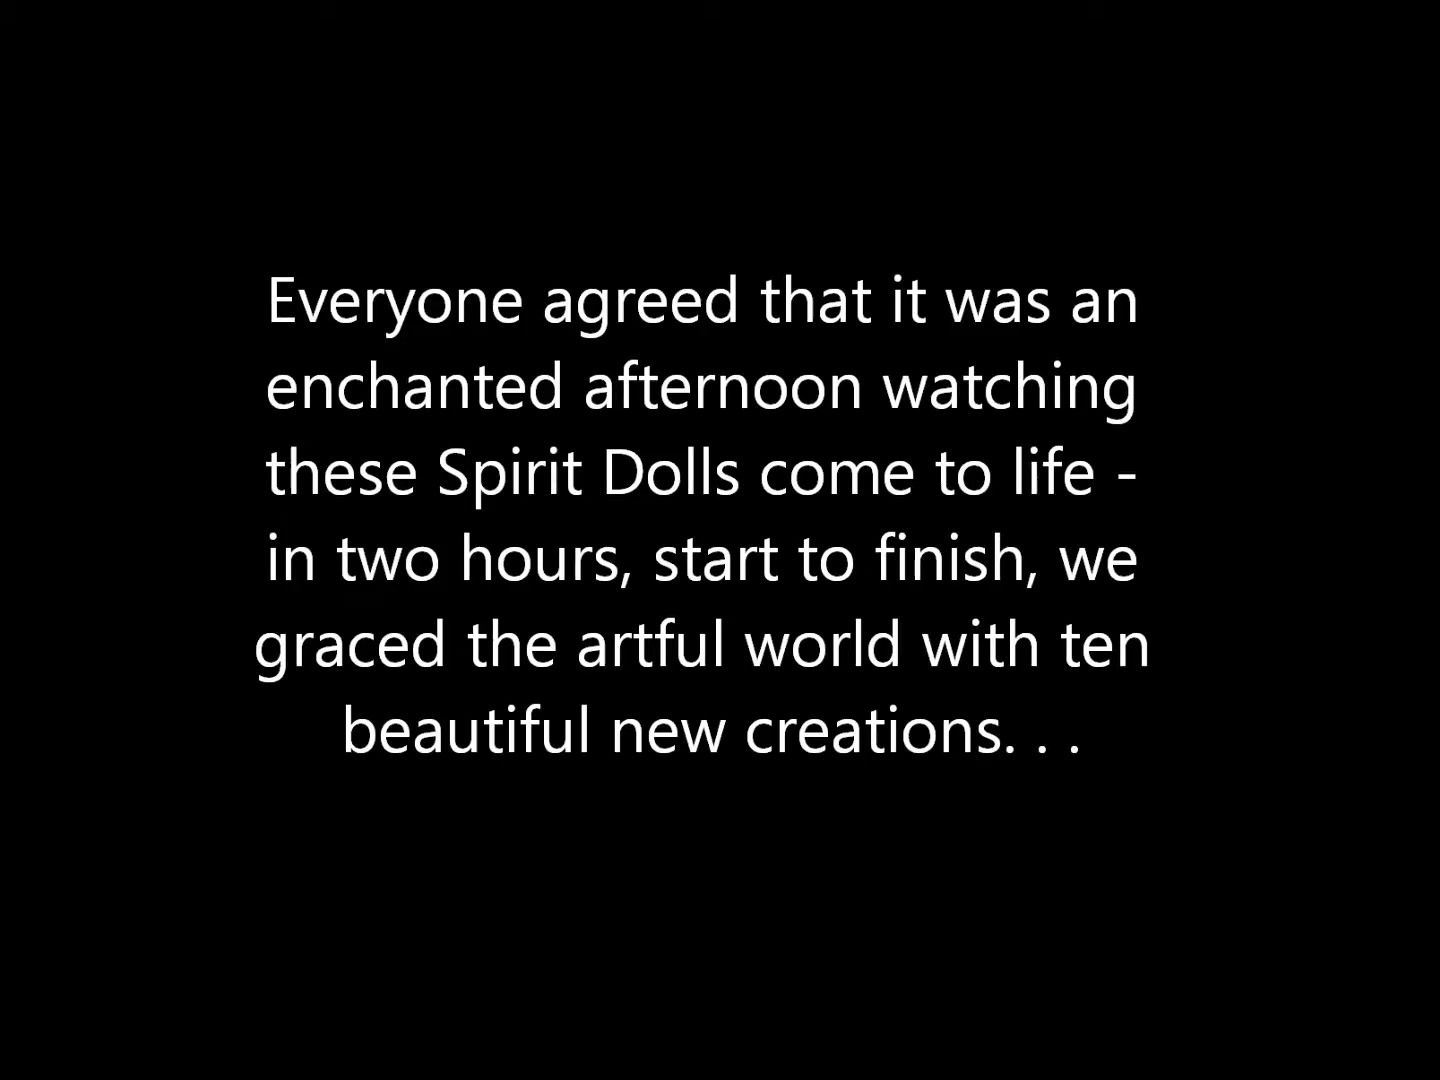 Everyone agreed that it was an
enchanted afternoon watching
these Spirit Dolls come to life -
in two hours, start to finish, we
graced the artful world with ten
beautiful new creations. . .